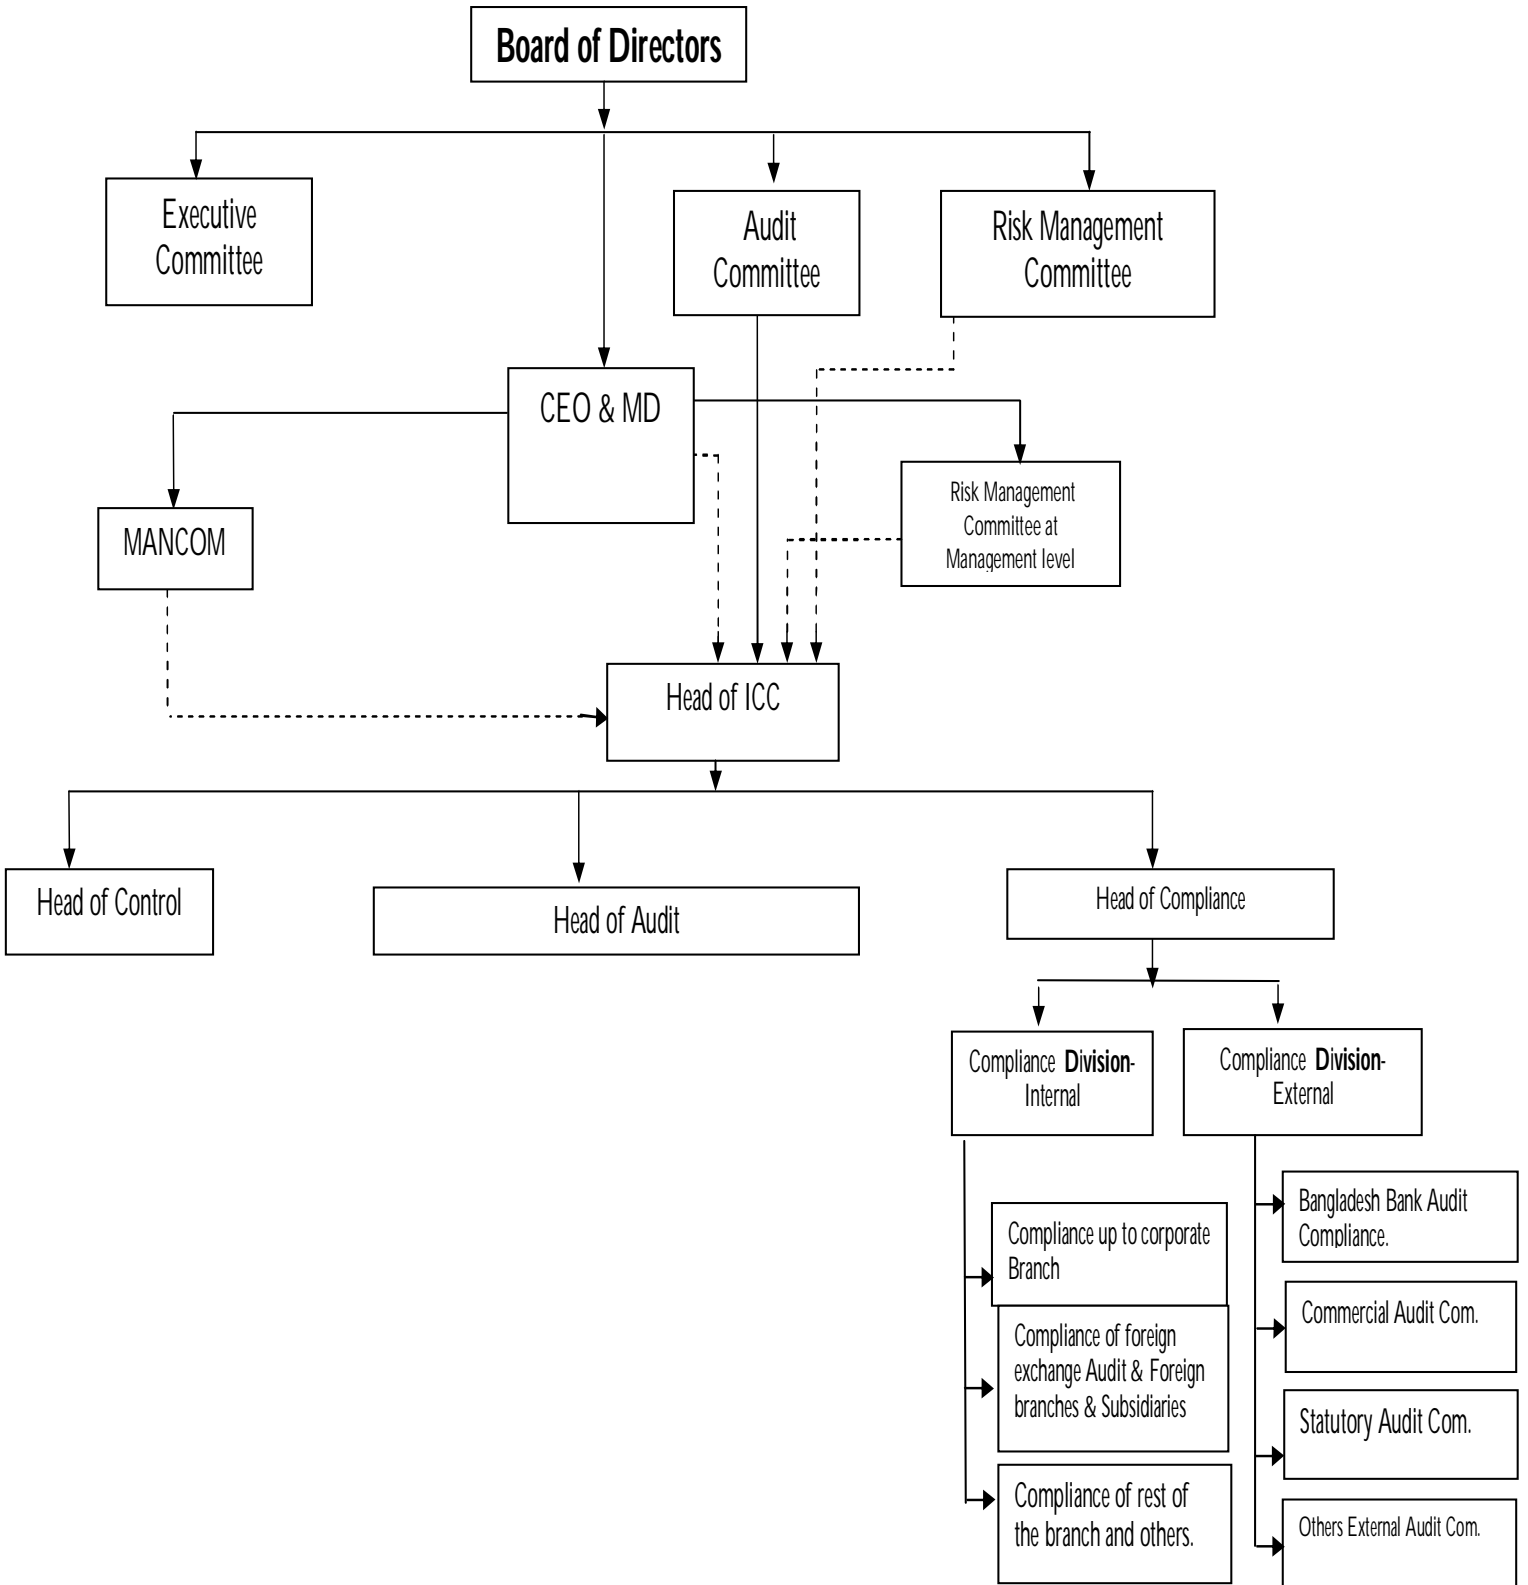 Board of Directors
Executive
Committee
Audit
Committee
Risk Management
Committee
CEO & MD
Risk Management
Committee at
Management level
MANCOM
Head of ICC
Head of Control
Head of Audit
Head of Compliance
Compliance Division-
Internal
Compliance Division-
External
Compliance up to corporate
Branch
Compliance of foreign
exchange Audit & Foreign
branches & Subsidiaries
Compliance of rest of
the branch and others.
Bangladesh Bank Audit
Compliance.
Commercial Audit Com.
Statutory Audit Com.
Others External Audit Com.